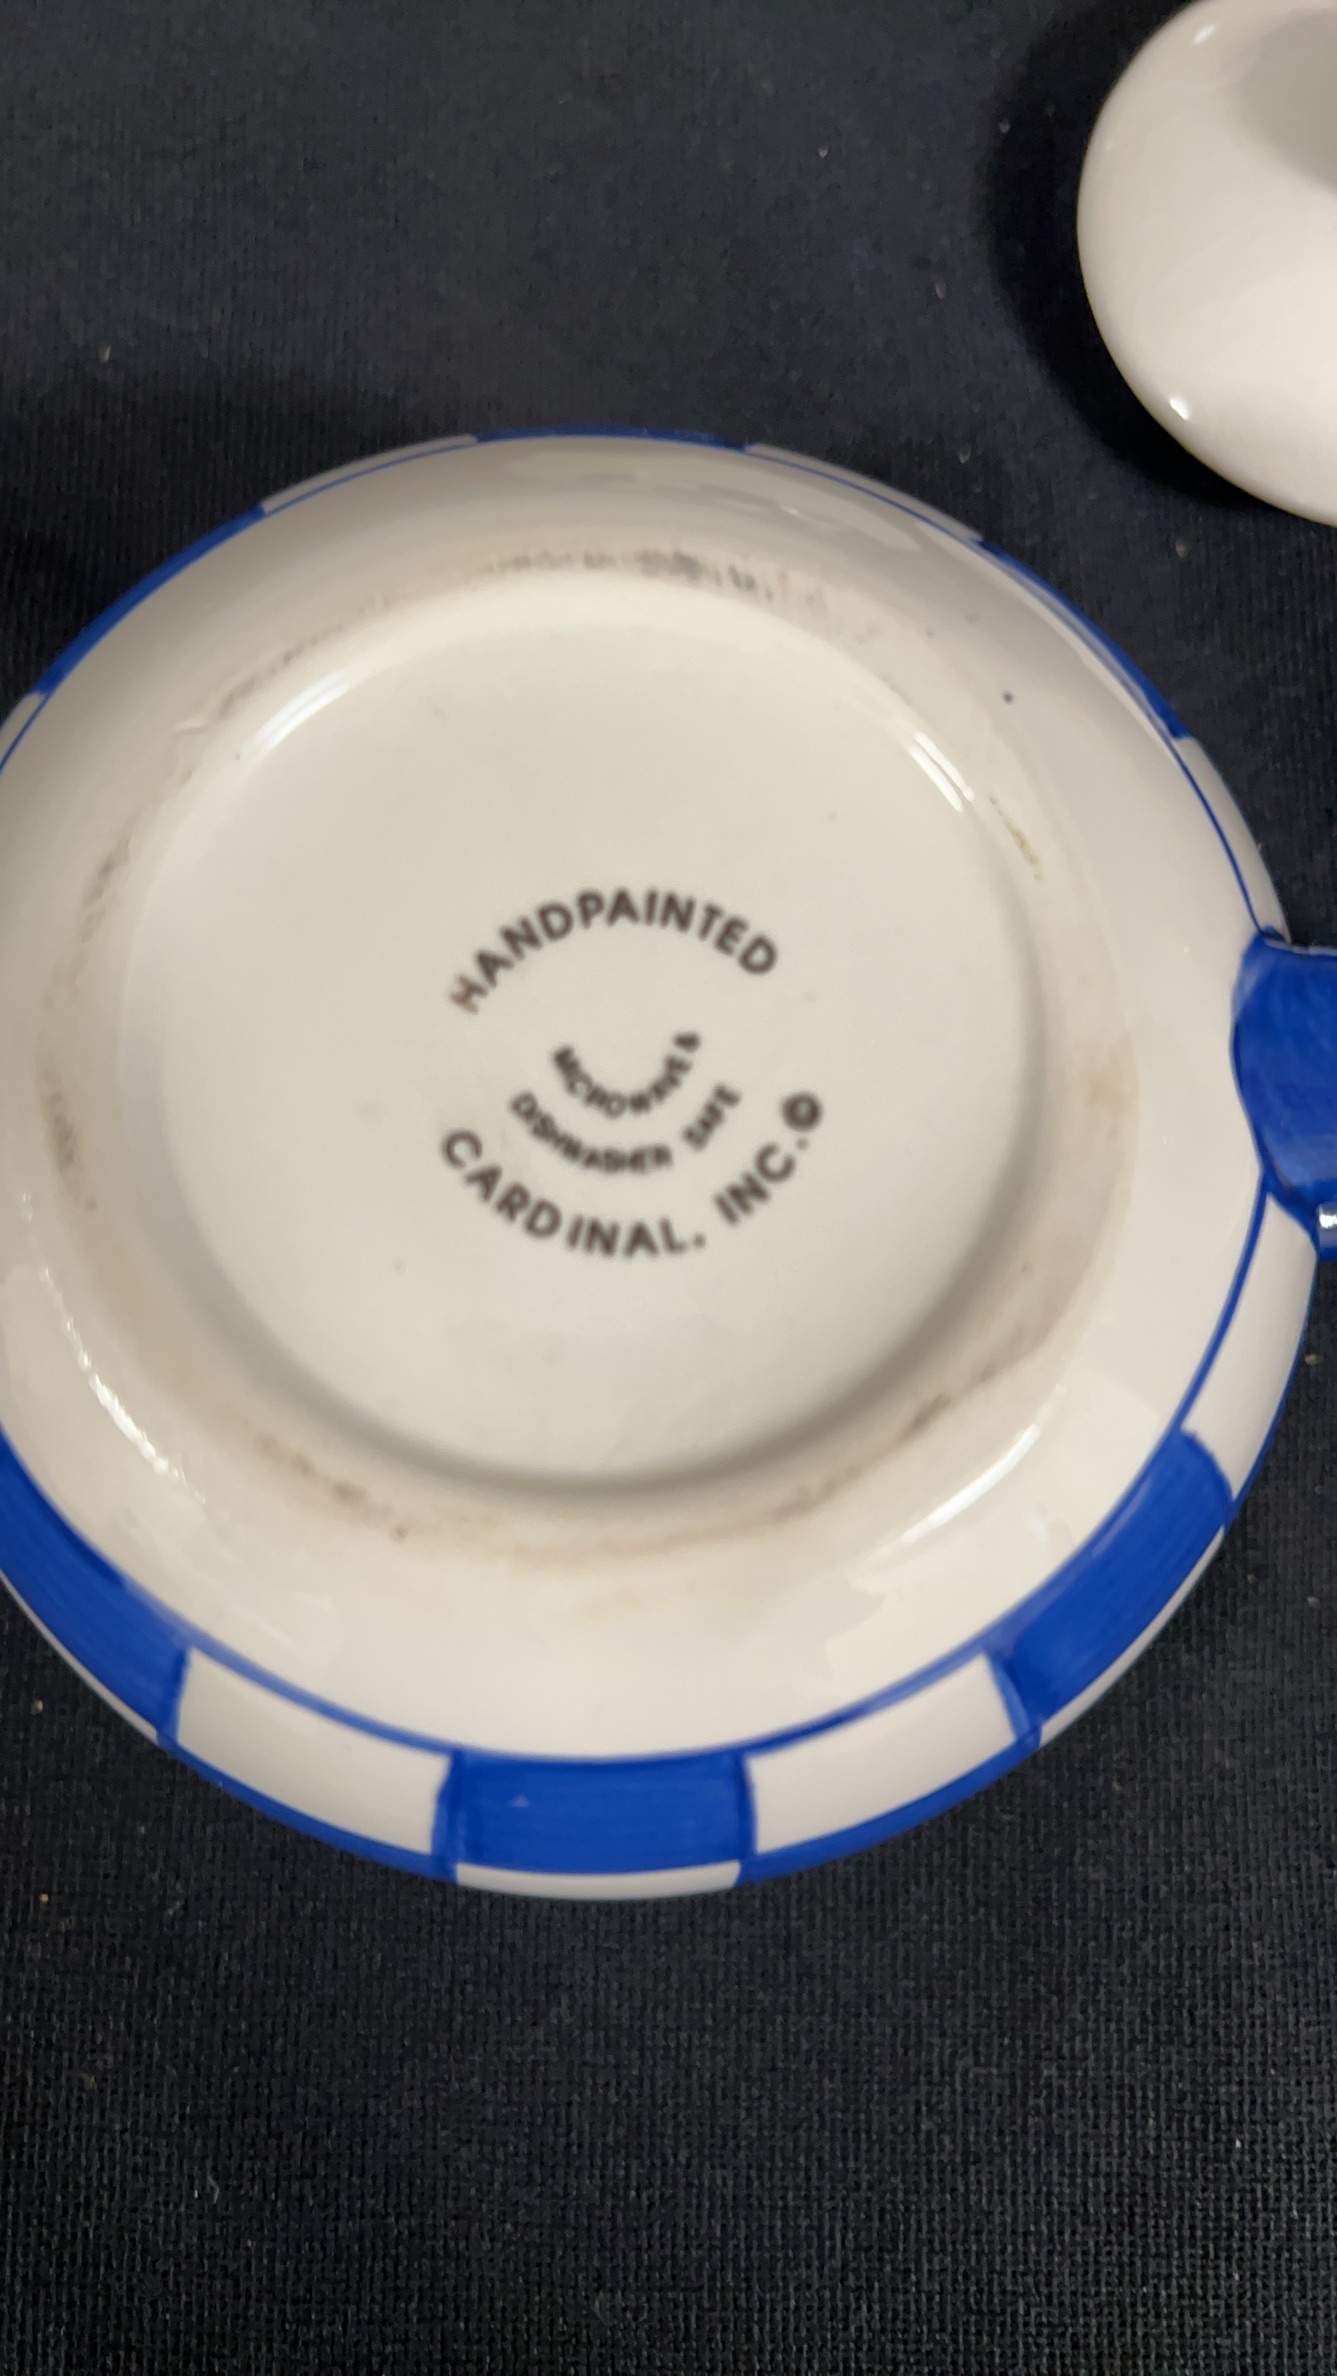 HANDPAINTED
MICROWAVE &
DISHWASHER SAFE
CARDINAL. INC.©